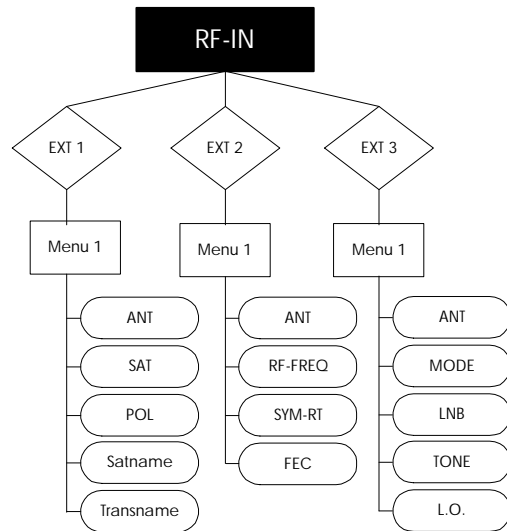 RF-IN
EXT 1
EXT 2
EXT 3
Menu 1
Menu 1
Menu 1
ANT
SAT
POL
Satname
Transname
ANT
RF-FREQ
SYM-RT
FEC
ANT
MODE
LNB
TONE
L.O.